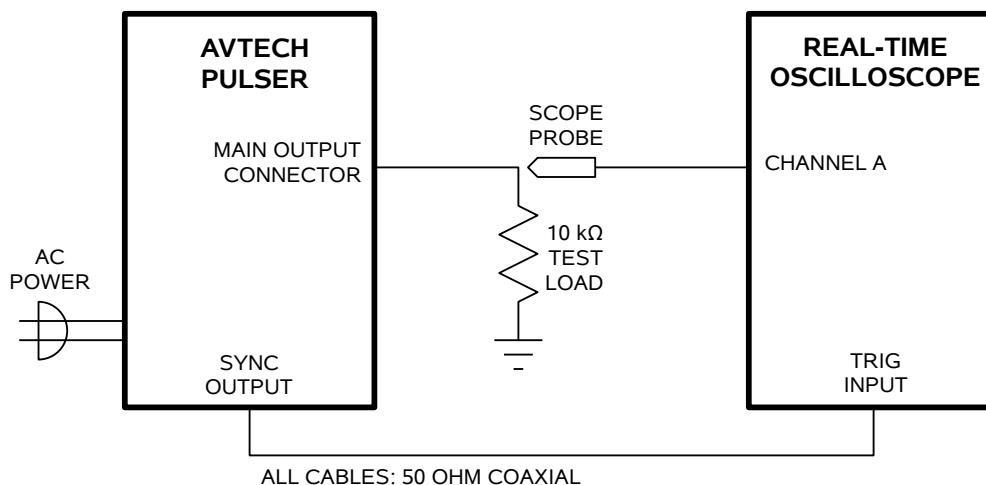 AVTECH
PULSER
REAL-TIME
OSCILLOSCOPE
SCOPE
PROBE
MAIN OUTPUT
CONNECTOR
CHANNEL A
10 kΩ
TEST
LOAD
AC
POWER
SYNC
OUTPUT
TRIG
INPUT
ALL CABLES: 50 OHM COAXIAL